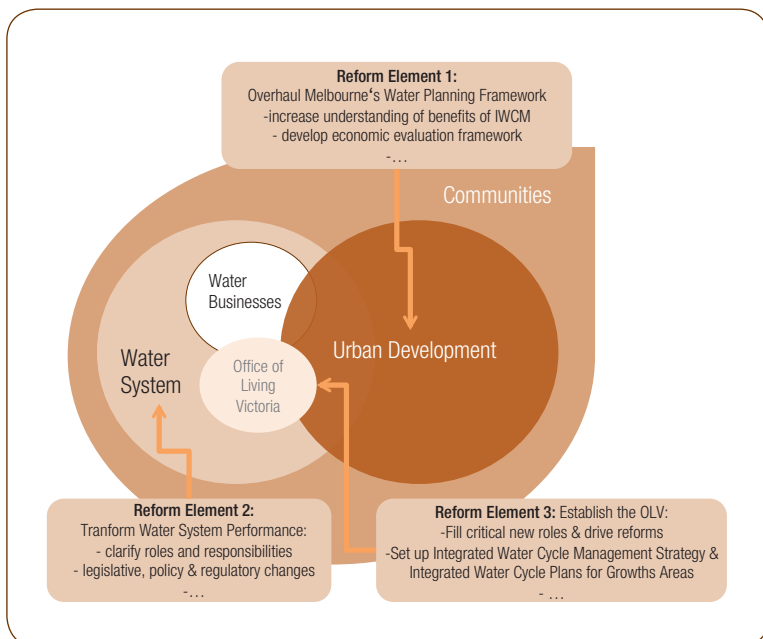 Reform Element 1:
Overhaul Melbourne‘s Water Planning Framework
-increase understanding of benefits of IWCM
- develop economic evaluation framework
-...
Communities
Water
Businesses
Urban Development
Water
System
Office of
Living
Victoria
Reform Element 2:
Tranform Water System Performance:
- clarify roles and responsibilities
- legislative, policy & regulatory changes
-...
Reform Element 3: Establish the OLV:
-Fill critical new roles & drive reforms
-Set up Integrated Water Cycle Management Strategy &
Integrated Water Cycle Plans for Growths Areas
- ...